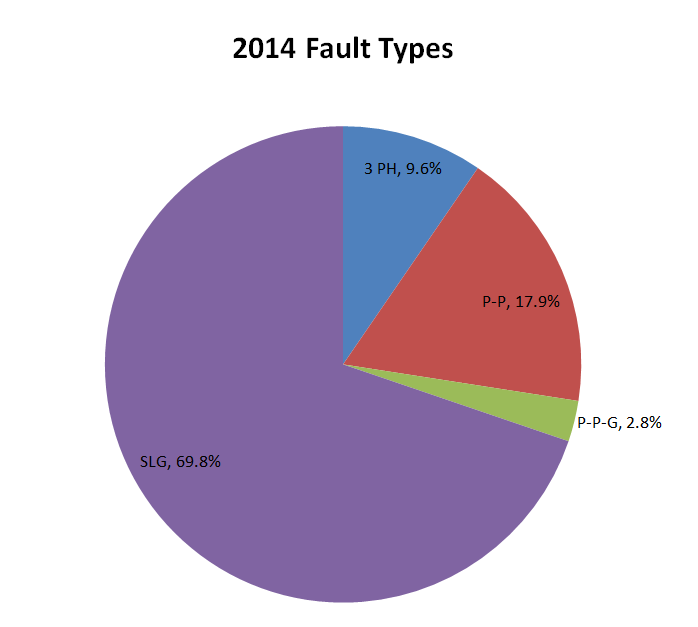 2014 Fault Types
3 PH, 9.6%
P-P, 17.9%
P-P-G, 2.8%
SLG, 69.8%